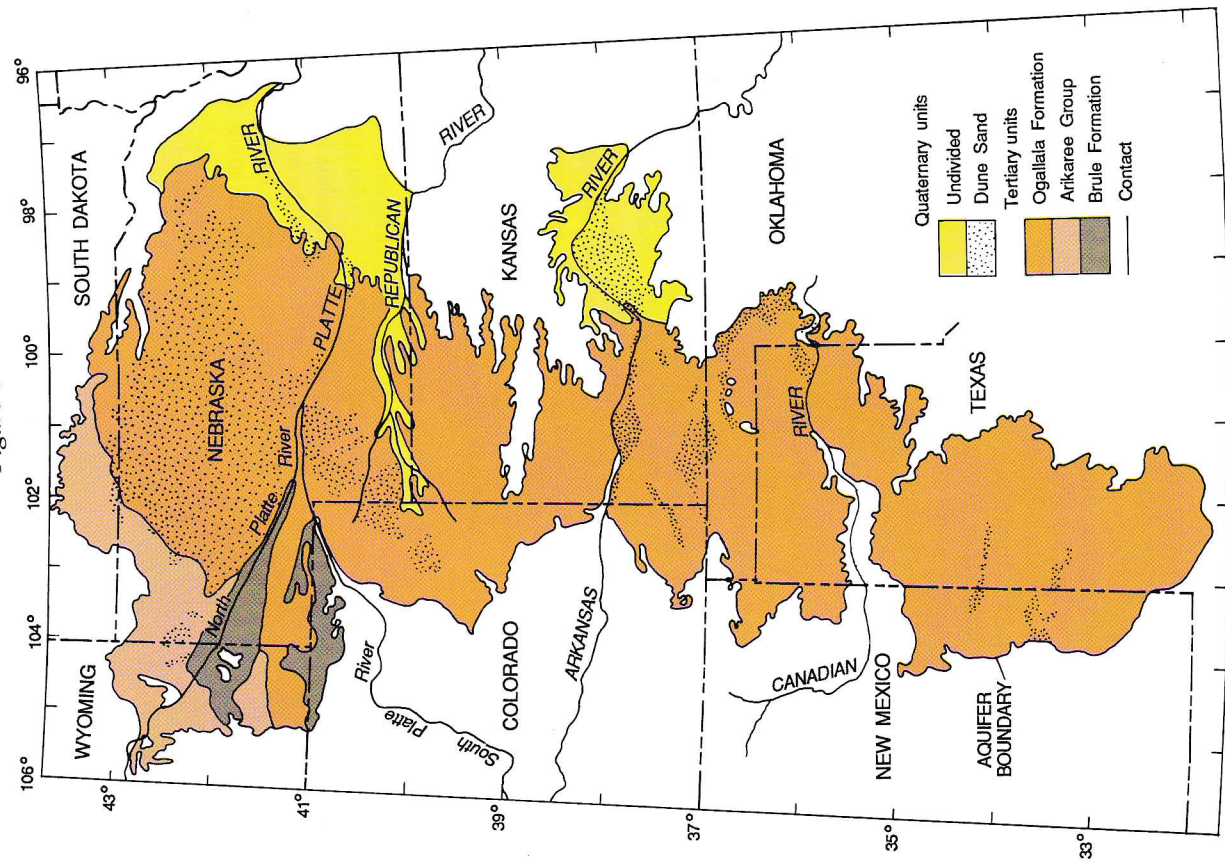 96°
98°
100°
102°
104°
106°
43°
41°
39°
37°
35°
33°
SOUTH DAKOTA
WYOMING
NEBRASKA
North
Platte
River
PLATTE
RIVER
REPUBLICAN
RIVER
South
Platte
River
COLORADO
KANSAS
ARKANSAS
RIVER
OKLAHOMA
CANADIAN
RIVER
NEW MEXICO
TEXAS
AQUIFER
BOUNDARY
Quaternary units
Undivided
Dune Sand
Tertiary units
Ogallala Formation
Arikaree Group
Brule Formation
Contact